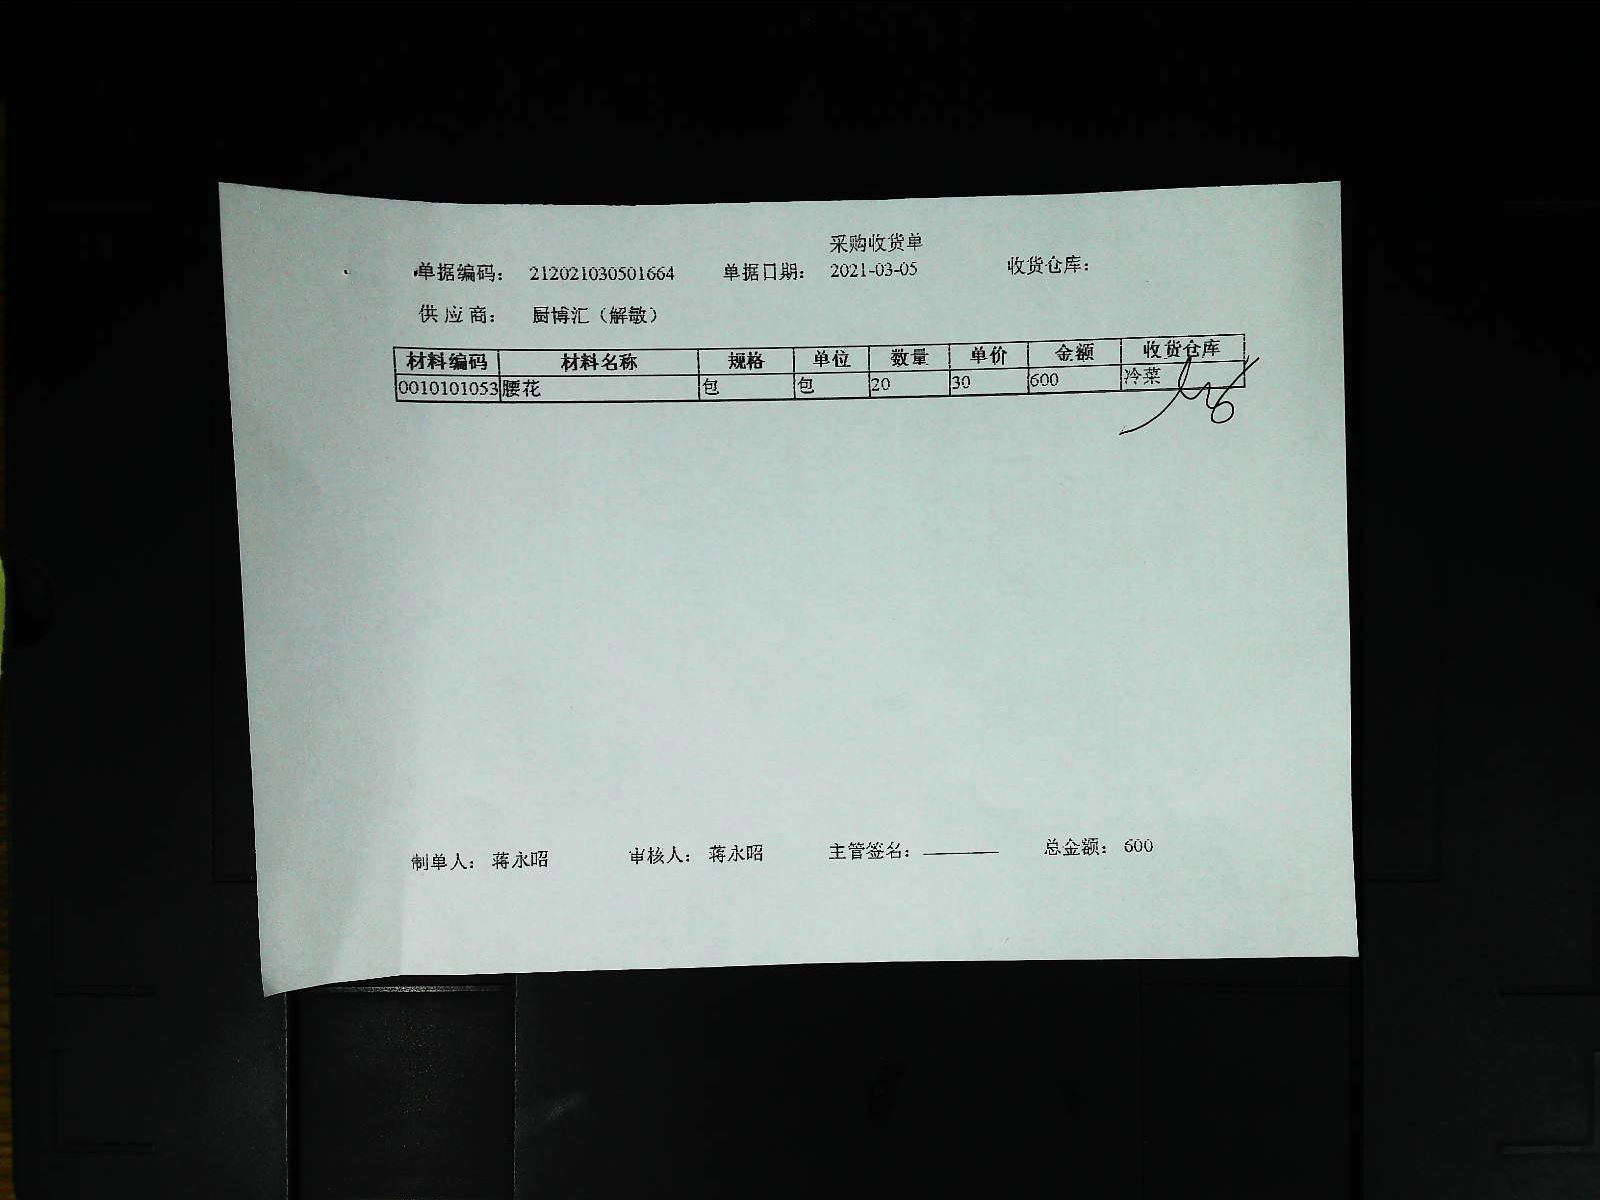 采购收货单
单据编码： 212021030501664 单据日期： 2021-03-05 收货仓库：
供 应 商： 厨博汇（解敏）
材料编码 材料名称 规格 单位 数量 单价 金额 收货仓库
0010101053 腰花 包 包 20 30 600 冷菜
制单人： 蒋永昭 审核人： 蒋永昭 主管签名： 总金额： 600